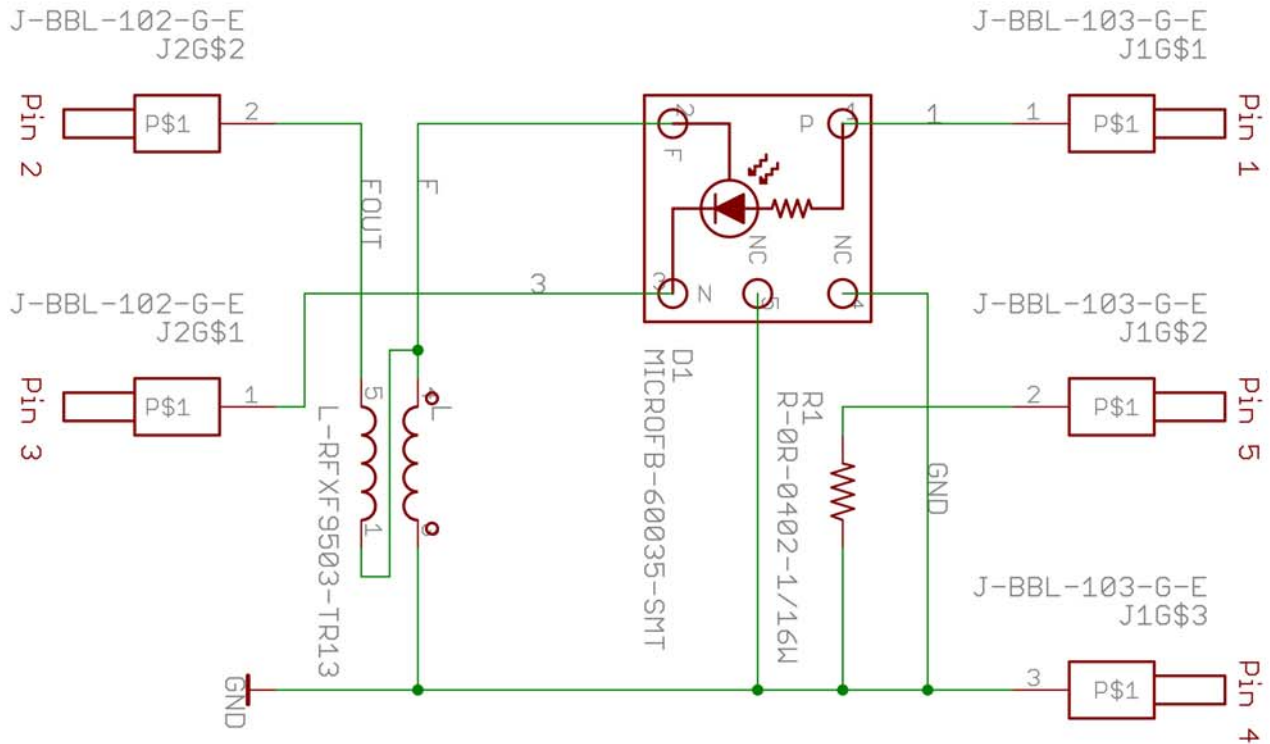 J-BBL-102-G-E
J2G$2
Pin 2
P$1
2
FOUT
F
J-BBL-102-G-E
J2G$1
Pin 3
P$1
1
3
2
F
P
1
NC
NC
3
N
5
4
D1
MICROFB-60035-SMT
1
J-BBL-103-G-E
J1G$1
1
P$1
Pin 1
J-BBL-103-G-E
J1G$2
2
P$1
Pin 5
R1
R-0R-0402-1/16W
GND
5
1
4
L
L-RFXF9503-TR13
GND
J-BBL-103-G-E
J1G$3
3
P$1
Pin 4